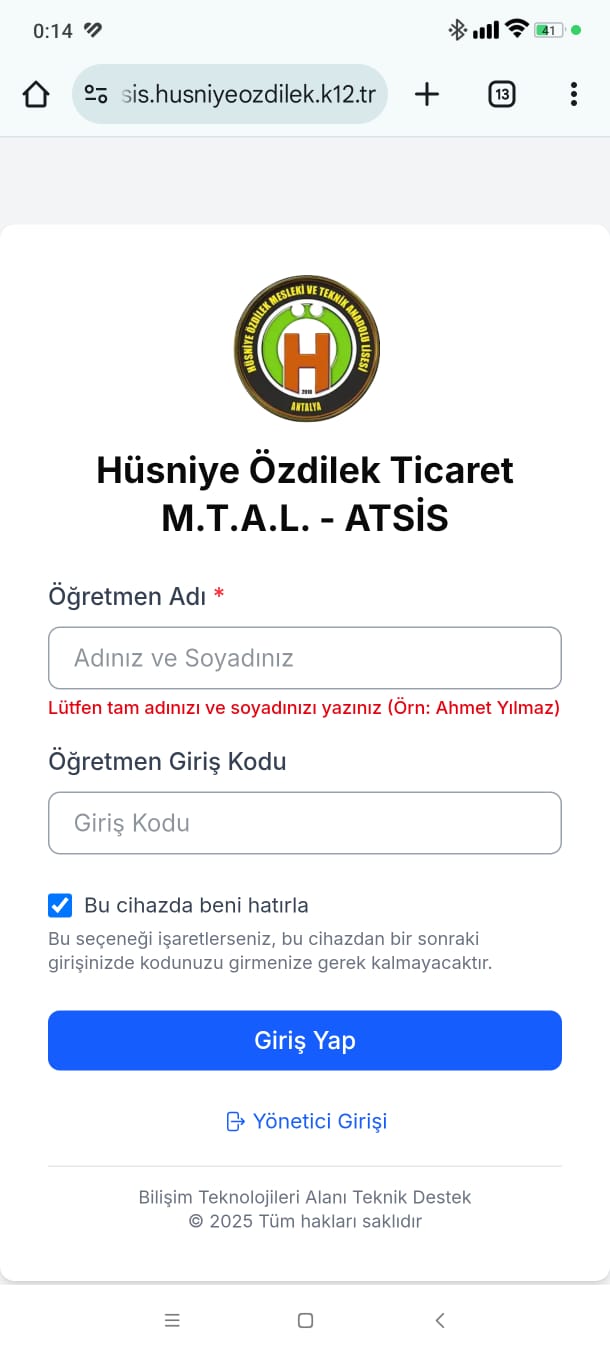 0:14
41
sis.husniyeozdilek.k12.tr
13
HÜSNİYE ÖZDİLEK MESLEKİ VE TEKNİK ANADOLU LİSESİ
H
2010
ANTALYA
Hüsniye Özdilek Ticaret
M.T.A.L. - ATSİS
Öğretmen Adı *
Adınız ve Soyadınız
Lütfen tam adınızı ve soyadınızı yazınız (Örn: Ahmet Yılmaz)
Öğretmen Giriş Kodu
Giriş Kodu
Bu cihazda beni hatırla
Bu seçeneği işaretlerseniz, bu cihazdan bir sonraki
girişinizde kodunuzu girmenize gerek kalmayacaktır.
Giriş Yap
Yönetici Girişi
Bilişim Teknolojileri Alanı Teknik Destek
© 2025 Tüm hakları saklıdır